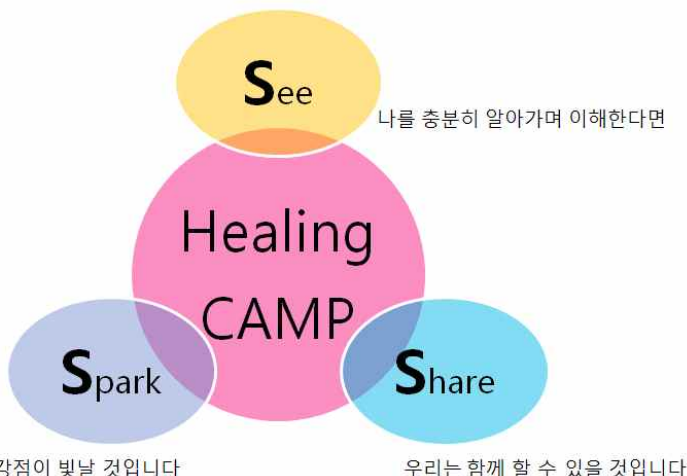 See
나를 충분히 알아가며 이해한다면
Healing
CAMP
Spark
Share
강점이 빛날 것입니다
우리는 함께 할 수 있을 것입니다